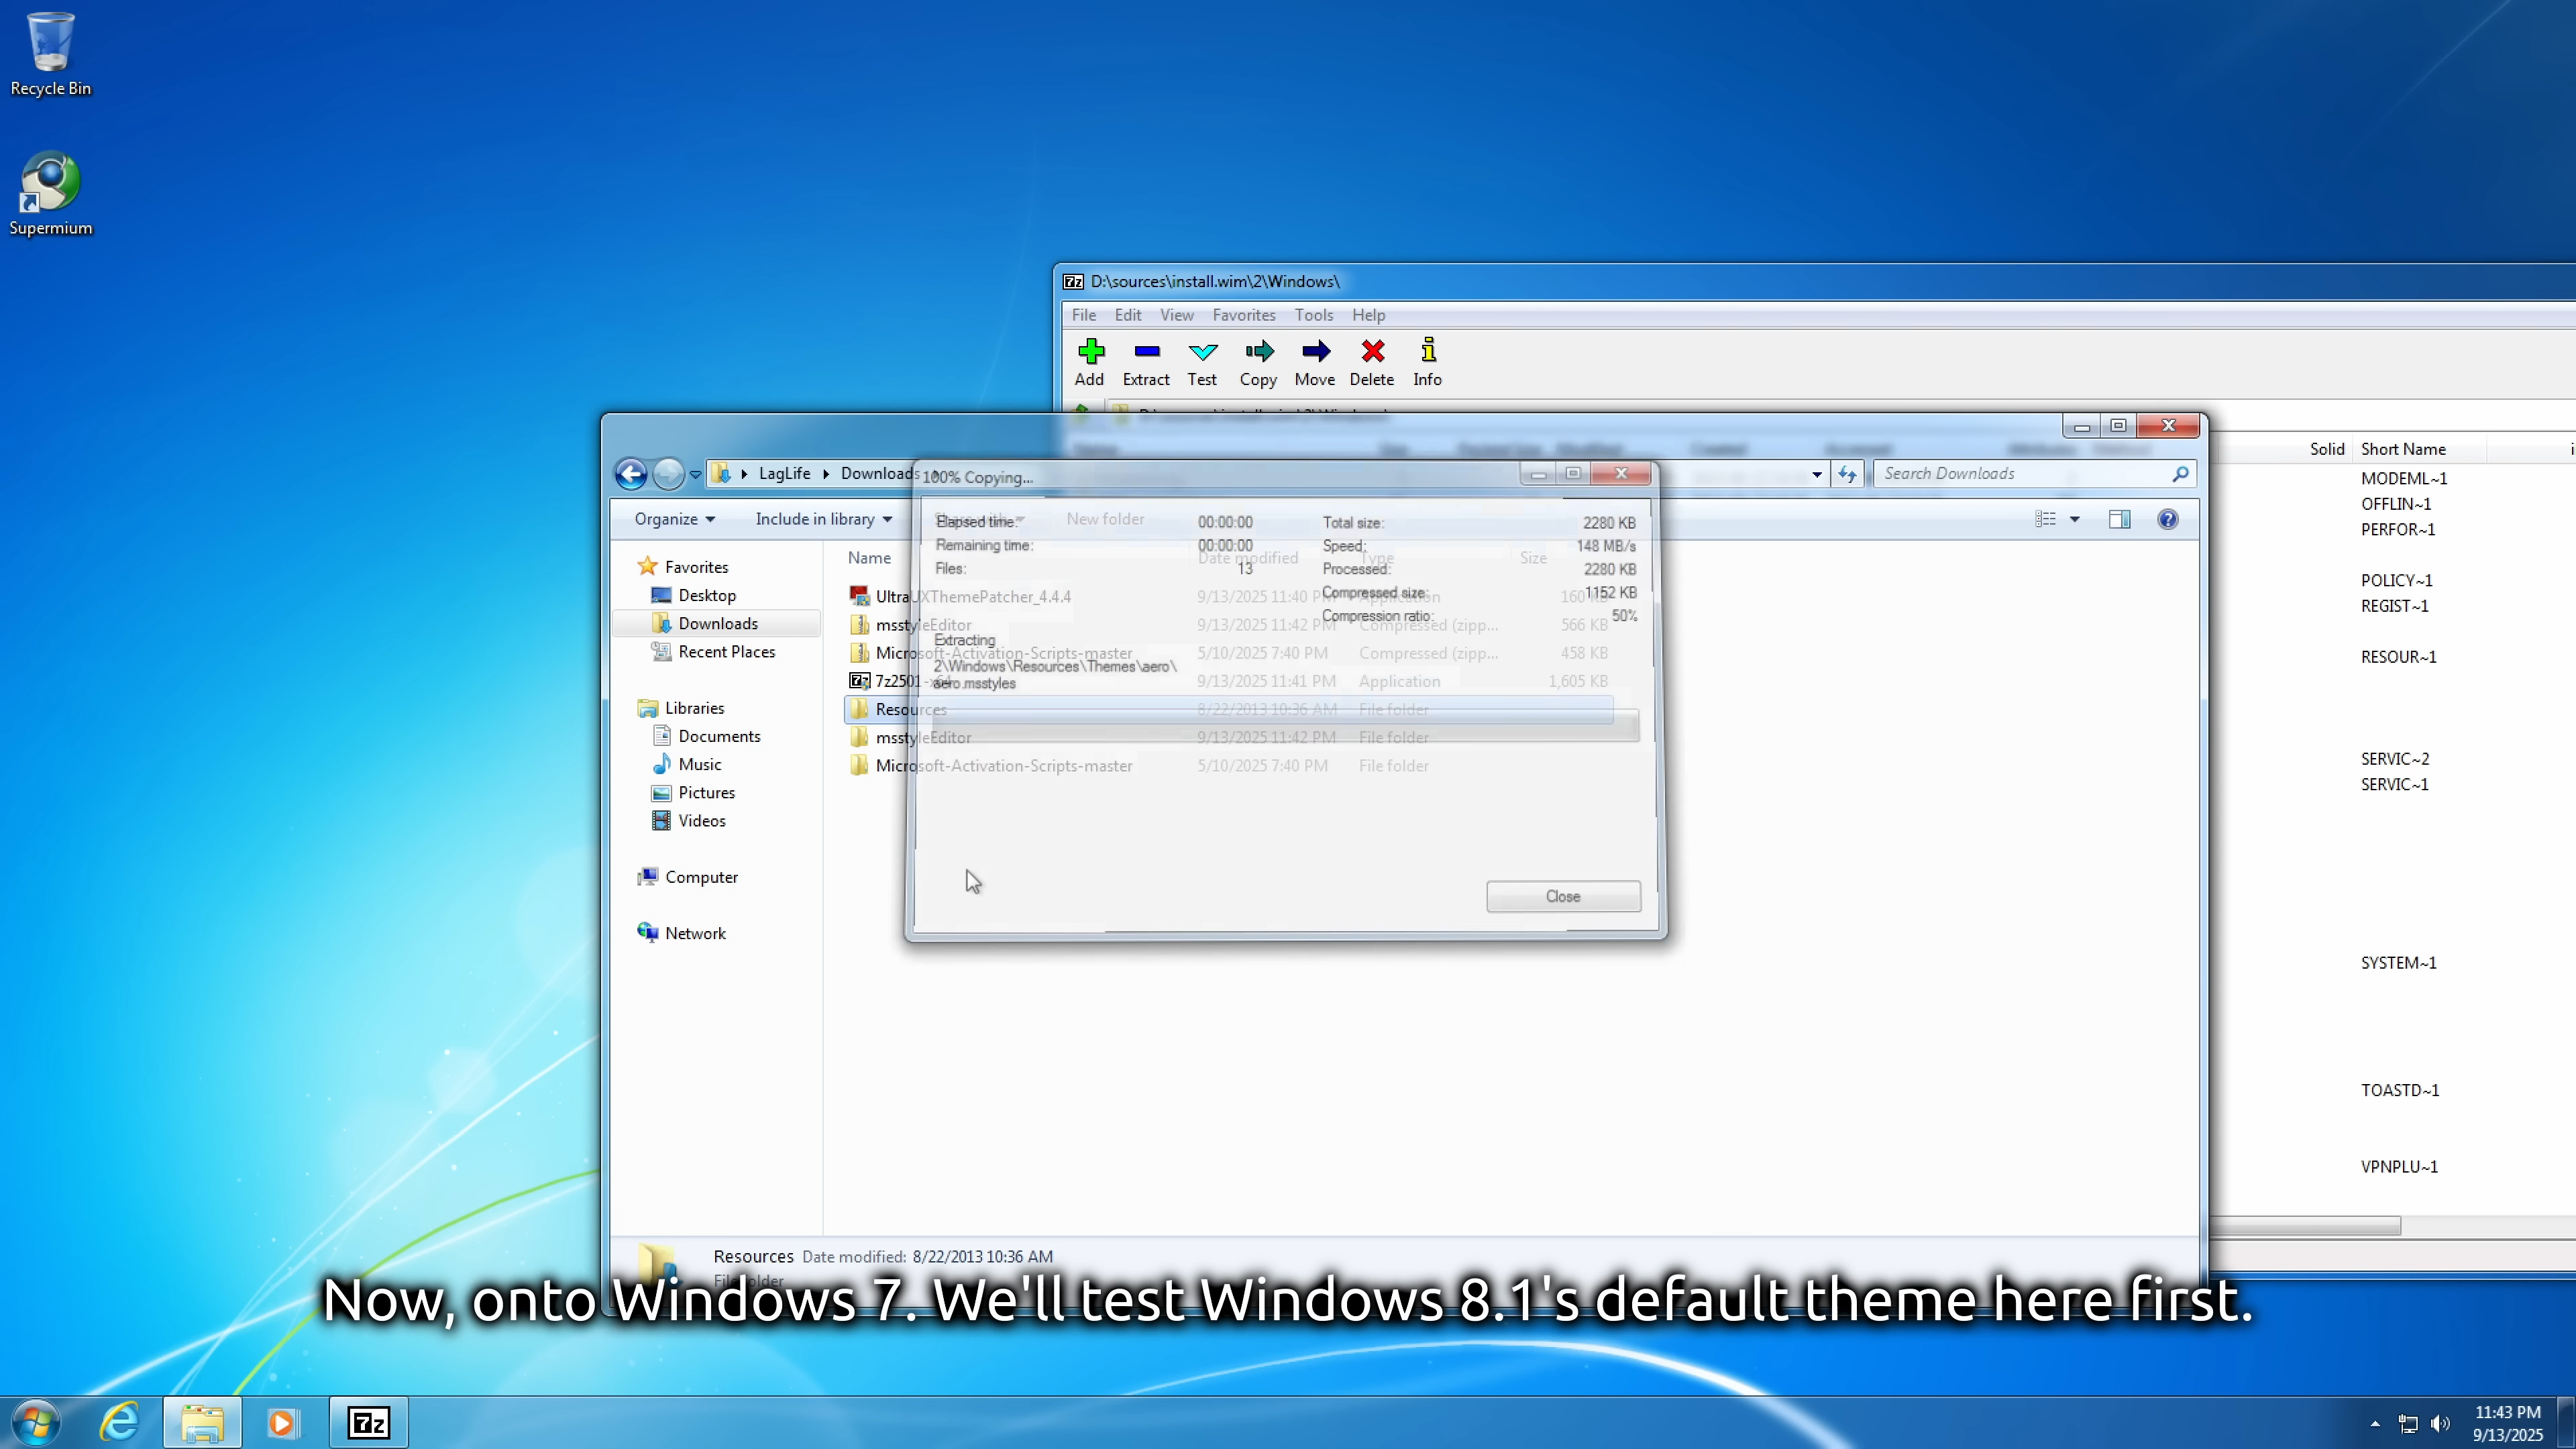 Recycle Bin
Supermium
D:\sources\install.wim\2\Windows\
File Edit View Favorites Tools Help
Add Extract Test Copy Move Delete Info
Solid Short Name
MODEML~1
OFFLIN~1
PERFOR~1
POLICY~1
REGIST~1
RESOUR~1
SERVIC~2
SERVIC~1
SYSTEM~1
TOASTD~1
VPNPLU~1
LagLife Downloads
Search Downloads
Organize Include in library New folder
Favorites
Desktop
Downloads
Recent Places
Libraries
Documents
Music
Pictures
Videos
Computer
Network
Name Date modified Type Size
UltraUXThemePatcher_4.4.4 9/13/2025 11:40 PM Application 160 KB
msstyleEditor 9/13/2025 11:42 PM Compressed (zipp... 566 KB
Microsoft-Activation-Scripts-master 5/10/2025 7:40 PM Compressed (zipp... 458 KB
7z2501-x64 9/13/2025 11:41 PM Application 1,605 KB
Resources 8/22/2013 10:36 AM File folder
msstyleEditor 9/13/2025 11:42 PM File folder
Microsoft-Activation-Scripts-master 5/10/2025 7:40 PM File folder
100% Copying...
Elapsed time: 00:00:00 Total size: 2280 KB
Remaining time: 00:00:00 Speed: 148 MB/s
Files: 13 Processed: 2280 KB
Compressed size: 1152 KB
Compression ratio: 50%
Extracting
2\Windows\Resources\Themes\aero\
aero.msstyles
Close
Resources Date modified: 8/22/2013 10:36 AM
File folder
Now, onto Windows 7. We'll test Windows 8.1's default theme here first.
7z
11:43 PM
9/13/2025